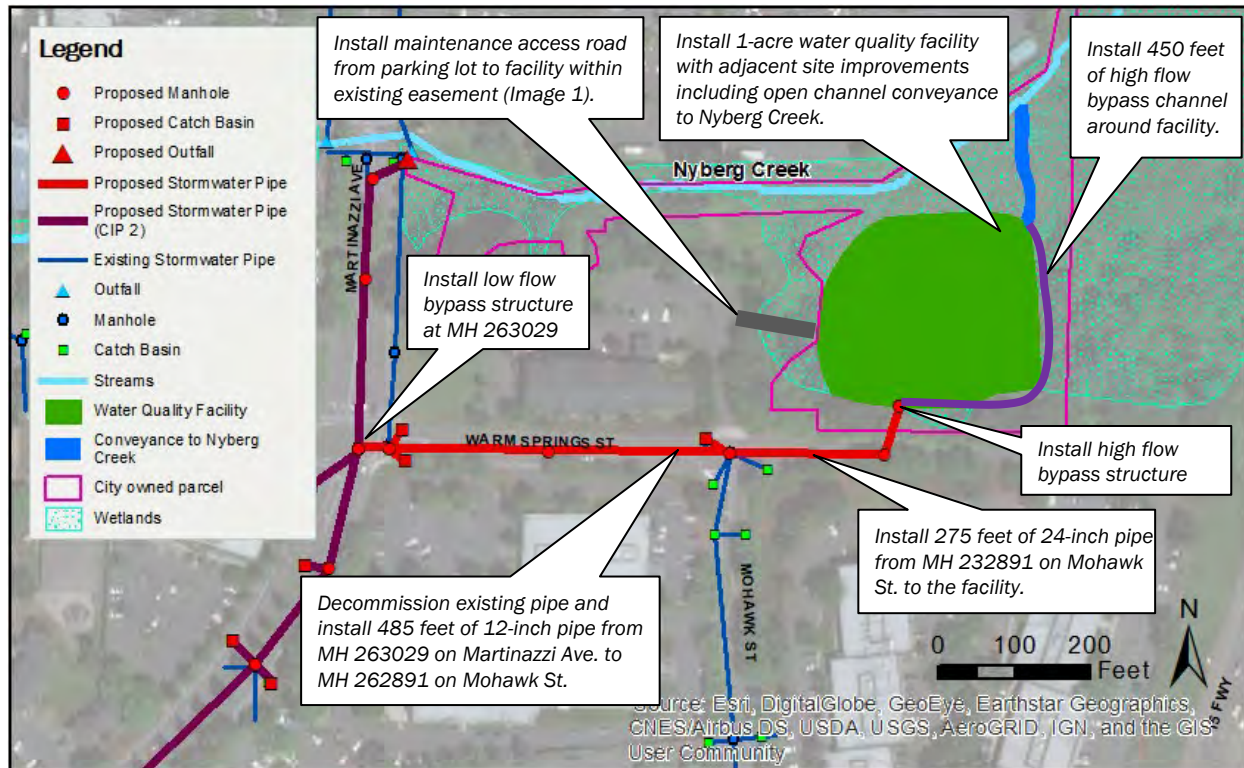 Legend
Proposed Manhole
Proposed Catch Basin
Proposed Outfall
Proposed Stormwater Pipe
Proposed Stormwater Pipe
(CIP 2)
Existing Stormwater Pipe
Outfall
Manhole
Catch Basin
Streams
Water Quality Facility
Conveyance to Nyberg
Creek
City owned parcel
Wetlands
Install maintenance access road
from parking lot to facility within
existing easement (Image 1).
Install 1-acre water quality facility
with adjacent site improvements
including open channel conveyance
to Nyberg Creek.
Install 450 feet
of high flow
bypass channel
around facility.
Nyberg Creek
MARTINAZZI AVE
Install low flow
bypass structure
at MH 263029
WARM SPRINGS ST
Install high flow
bypass structure
Install 275 feet of 24-inch pipe
from MH 232891 on Mohawk
St. to the facility.
Decommission existing pipe and
install 485 feet of 12-inch pipe from
MH 263029 on Martinazzi Ave. to
MH 262891 on Mohawk St.
MOHAWK ST
N
0 100 200
Feet
I5 FWY
Source: Esri, DigitalGlobe, GeoEye, Earthstar Geographics,
CNES/Airbus DS, USDA, USGS, AeroGRID, IGN, and the GIS
User Community